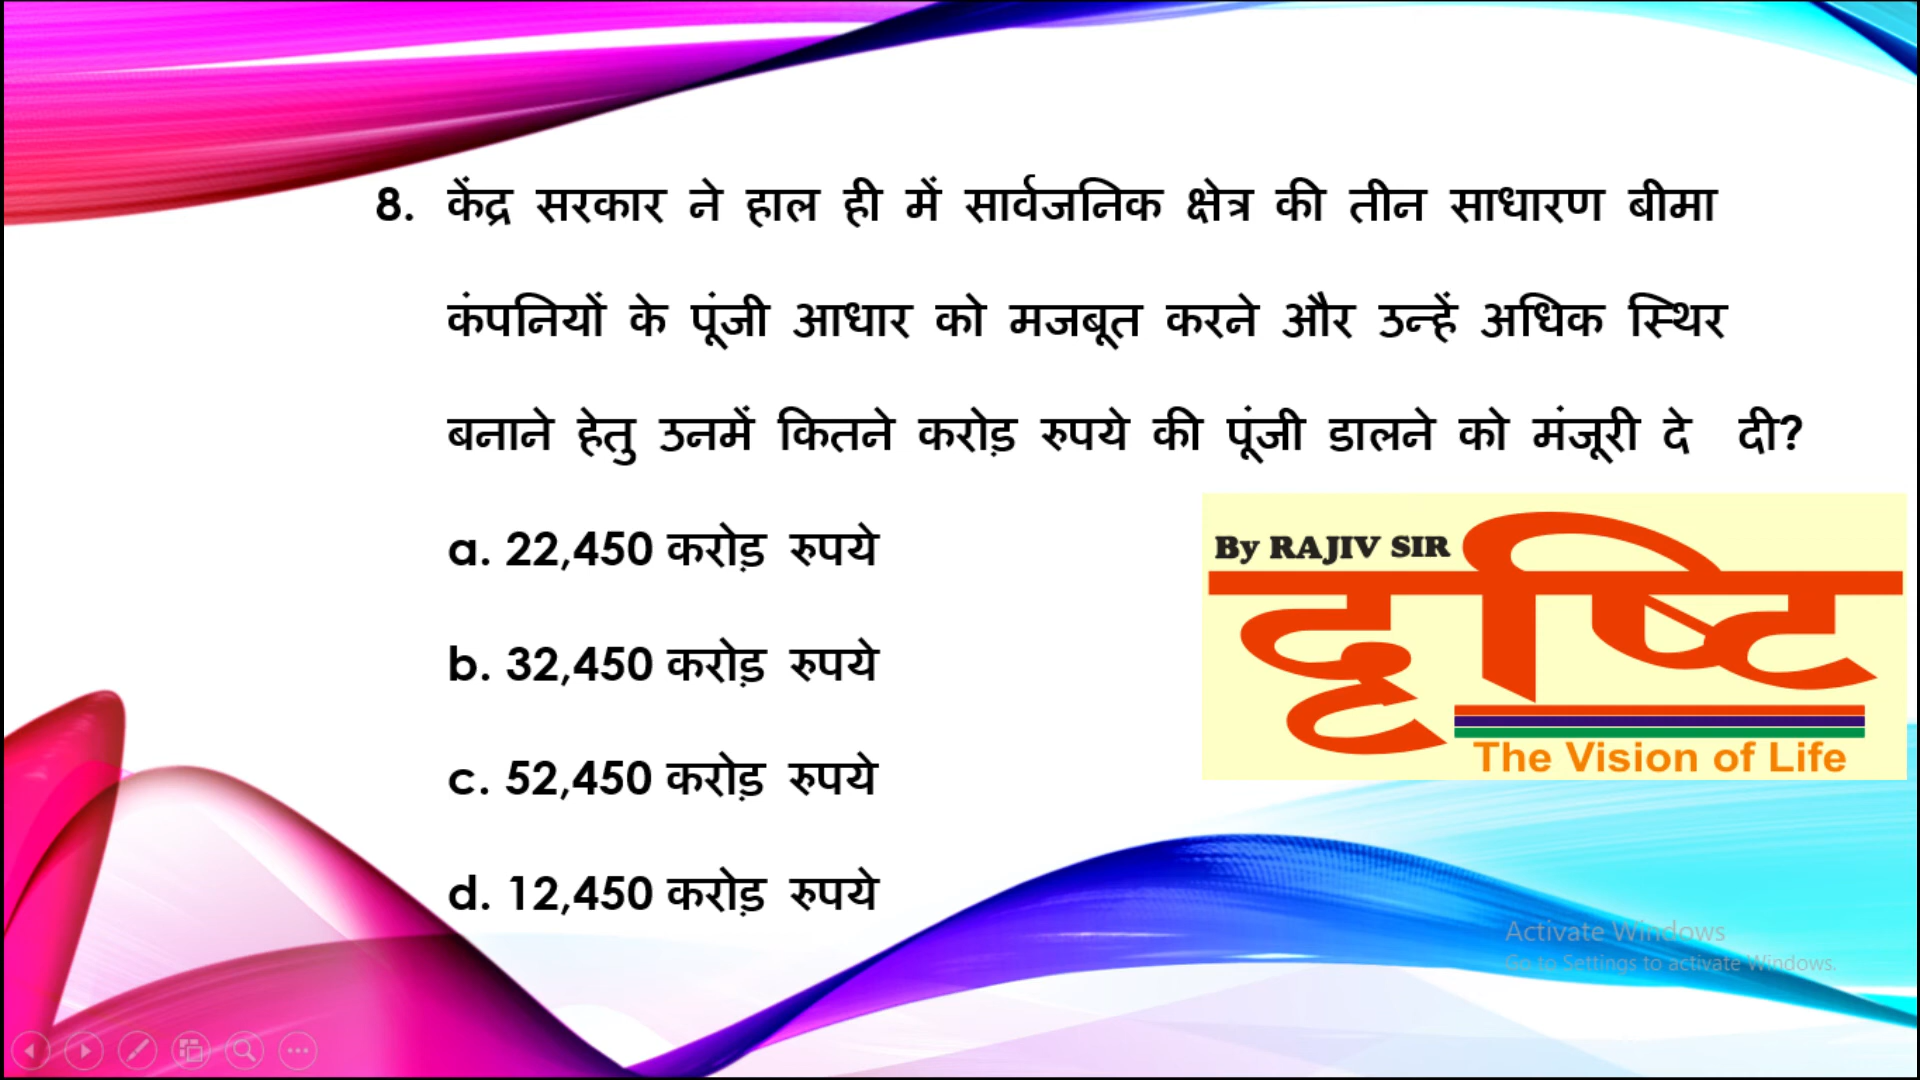 8. केंद्र सरकार ने हाल ही में सार्वजनिक क्षेत्र की तीन साधारण बीमा
कंपनियों के पूंजी आधार को मजबूत करने और उन्हें अधिक स्थिर
बनाने हेतु उनमें कितने करोड़ रुपये की पूंजी डालने को मंजूरी दे दी?
a. 22,450 करोड़ रुपये
b. 32,450 करोड़ रुपये
c. 52,450 करोड़ रुपये
d. 12,450 करोड़ रुपये
By RAJIV SIR
दृष्टि
The Vision of Life
Activate Windows
Go to Settings to activate Windows.